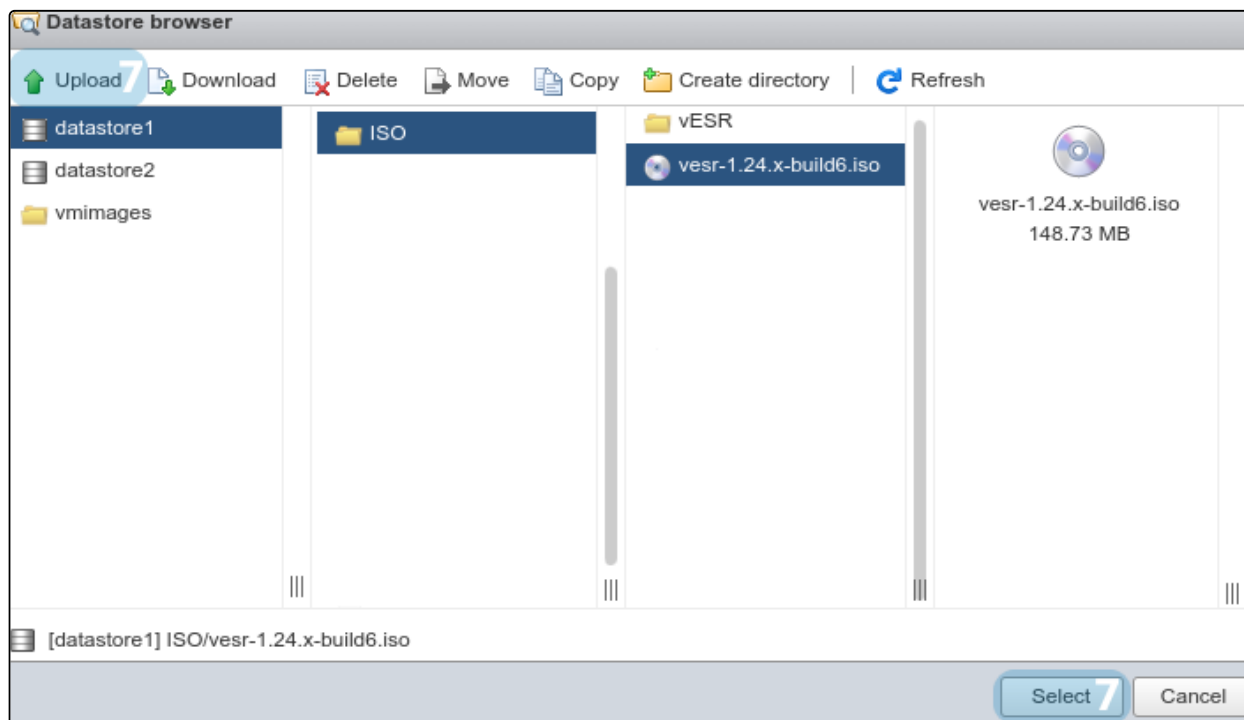 Datastore browser
Upload 7 Download Delete Move Copy Create directory Refresh
datastore1
datastore2
vmimages
ISO
vESR
vesr-1.24.x-build6.iso
vesr-1.24.x-build6.iso
148.73 MB
[datastore1] ISO/vesr-1.24.x-build6.iso
Select 7 Cancel